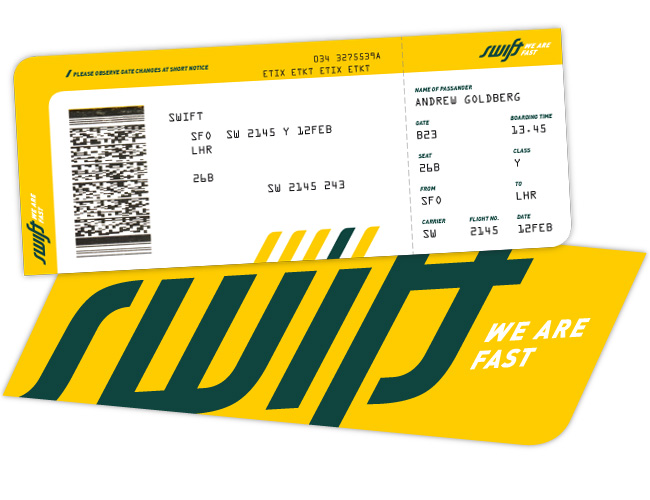 PLEASE OBSERVE GATE CHANGES AT SHORT NOTICE
034 3275539A
ETIX ETKT ETIX ETKT
swift WE ARE
FAST
SWIFT
SFO SW 2145 Y 12FEB
LHR
26B
SW 2145 243
NAME OF PASSANDER
ANDREW GOLDBERG
GATE BOARDING TIME
B23 13.45
SEAT CLASS
26B Y
FROM TO
SFO LHR
CARRIER FLIGHT NO. DATE
SW 2145 12FEB
swift WE ARE
FAST
swift WE ARE
FAST